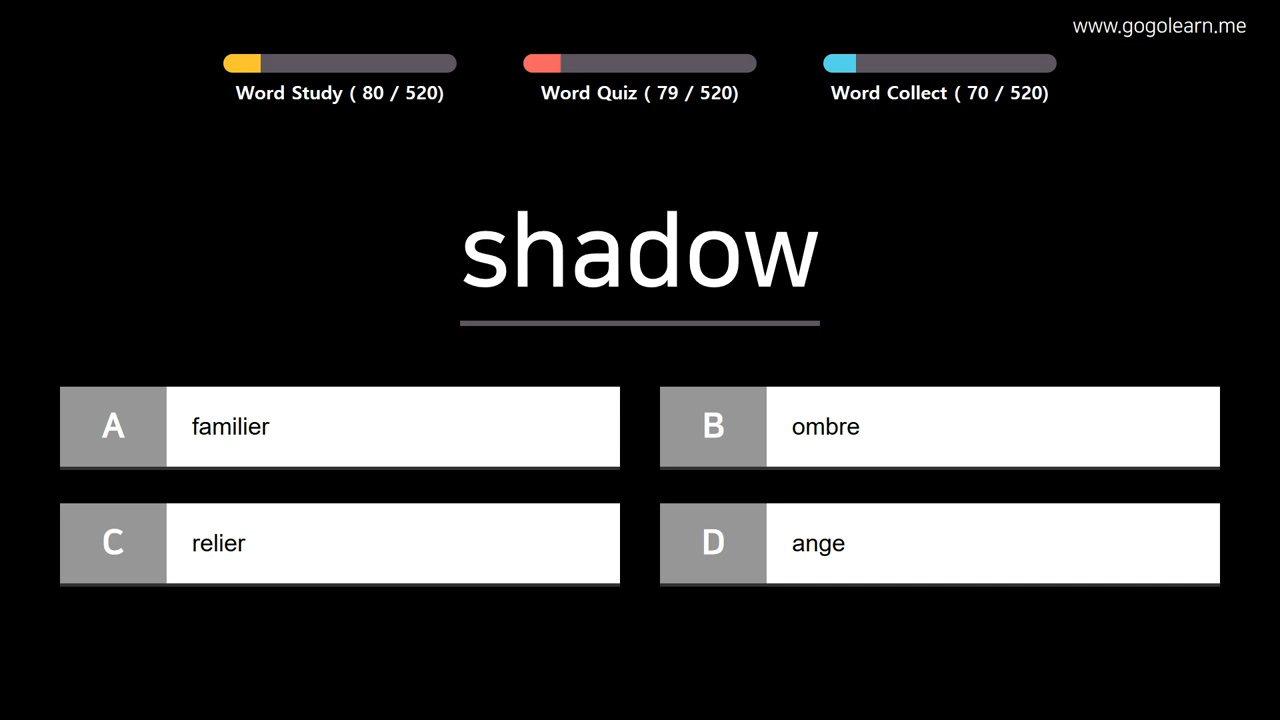 www.gogolearn.me
Word Study ( 80 / 520)
Word Quiz ( 79 / 520)
Word Collect ( 70 / 520)
shadow
A familier
B ombre
C relier
D ange